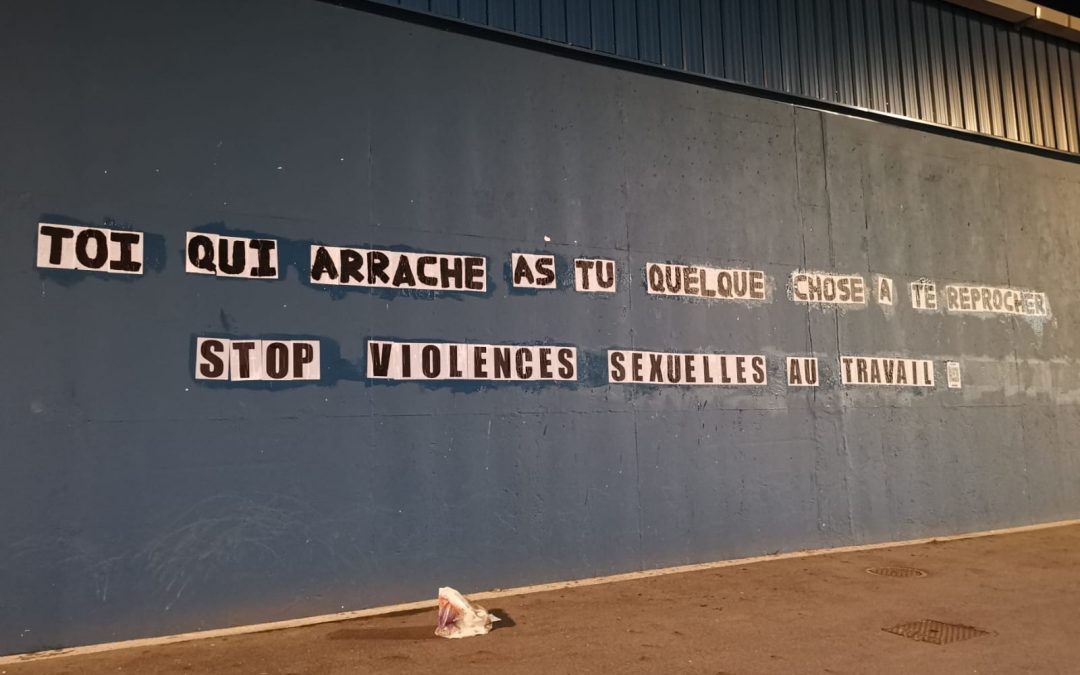 TOI QUI ARRACHE AS TU QUELQUE CHOSE A TE REPROCHER
STOP VIOLENCES SEXUELLES AU TRAVAIL